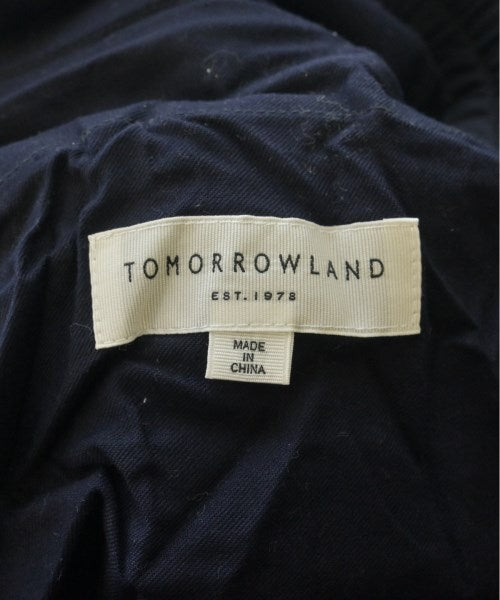 TOMORROWLAND
EST. 1978
MADE
IN
CHINA